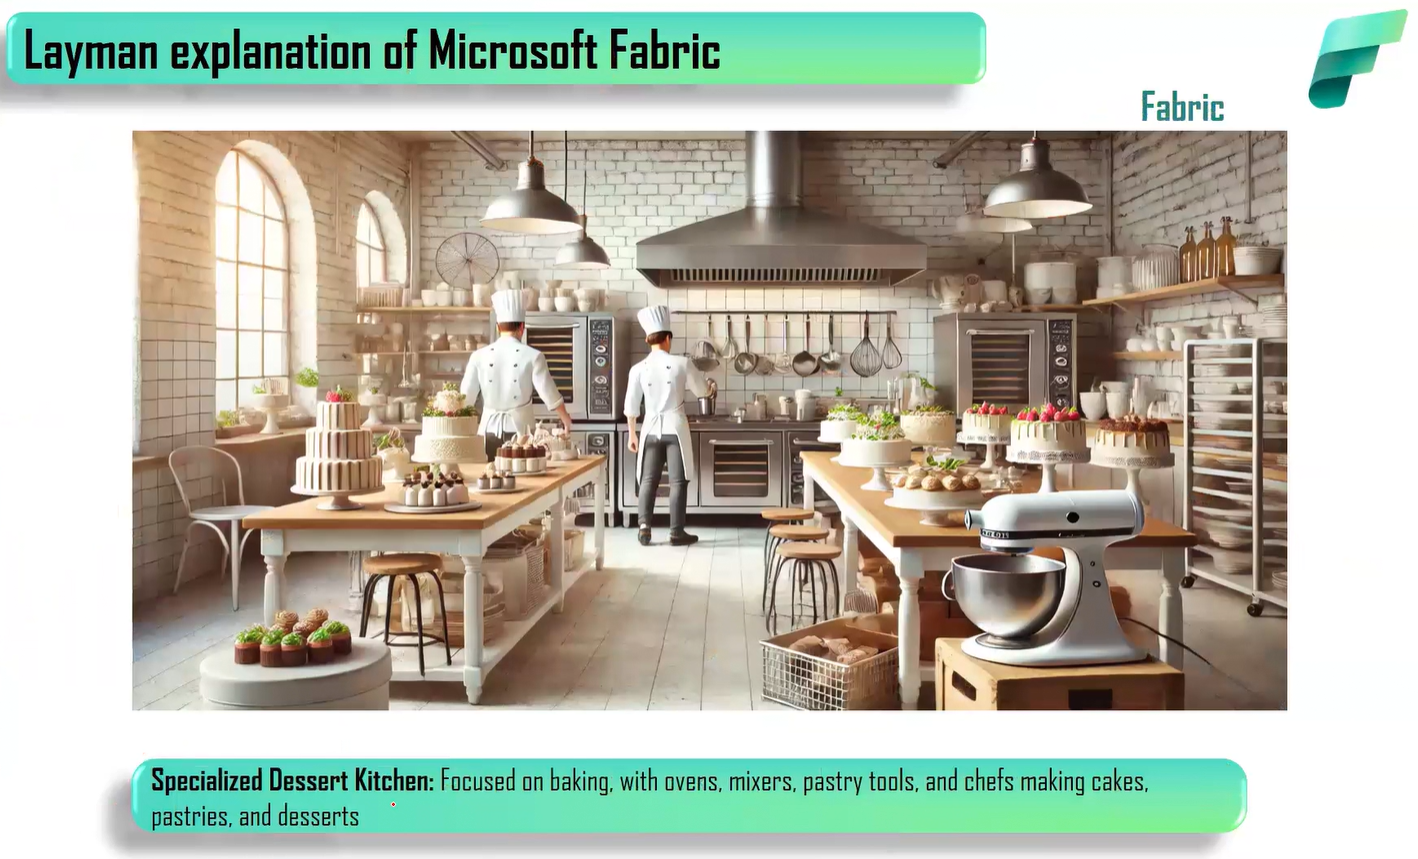 Layman explanation of Microsoft Fabric
Fabric
Specialized Dessert Kitchen: Focused on baking, with ovens, mixers, pastry tools, and chefs making cakes,
pastries, and desserts